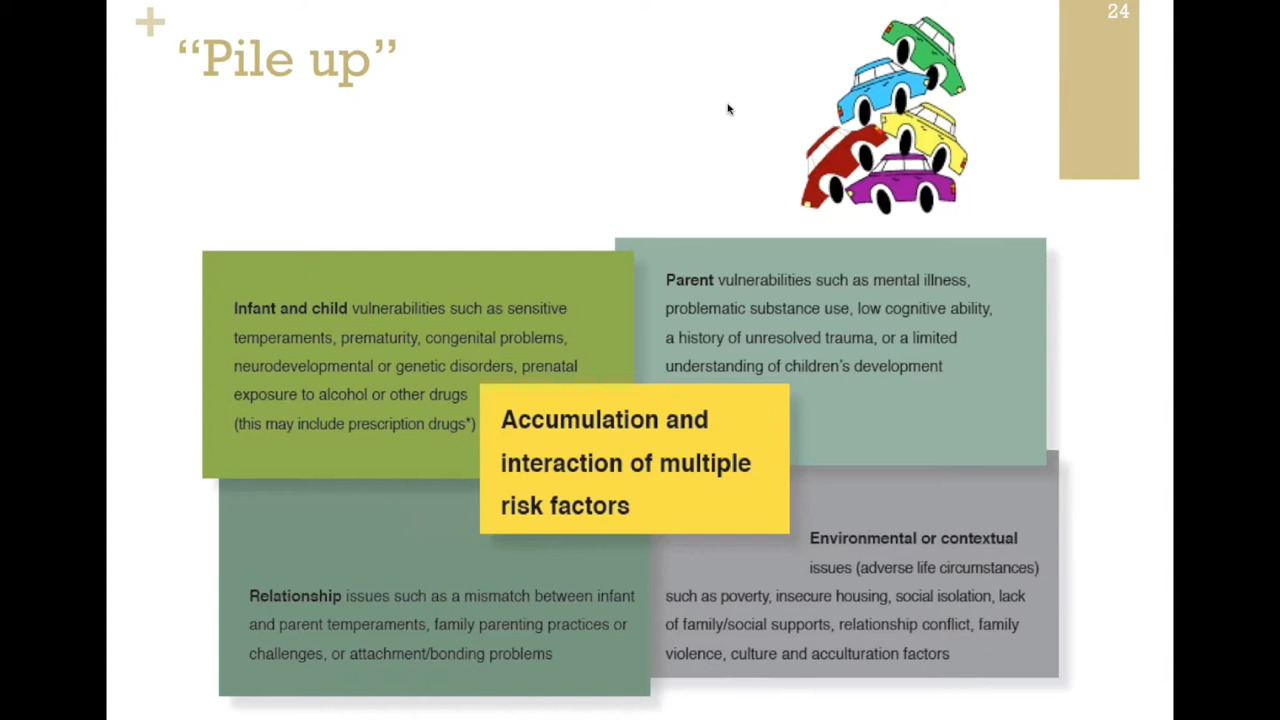 24
+
“Pile up”
Infant and child vulnerabilities such as sensitive
temperaments, prematurity, congenital problems,
neurodevelopmental or genetic disorders, prenatal
exposure to alcohol or other drugs
(this may include prescription drugs*)
Parent vulnerabilities such as mental illness,
problematic substance use, low cognitive ability,
a history of unresolved trauma, or a limited
understanding of children’s development
Accumulation and
interaction of multiple
risk factors
Relationship issues such as a mismatch between infant
and parent temperaments, family parenting practices or
challenges, or attachment/bonding problems
Environmental or contextual
issues (adverse life circumstances)
such as poverty, insecure housing, social isolation, lack
of family/social supports, relationship conflict, family
violence, culture and acculturation factors